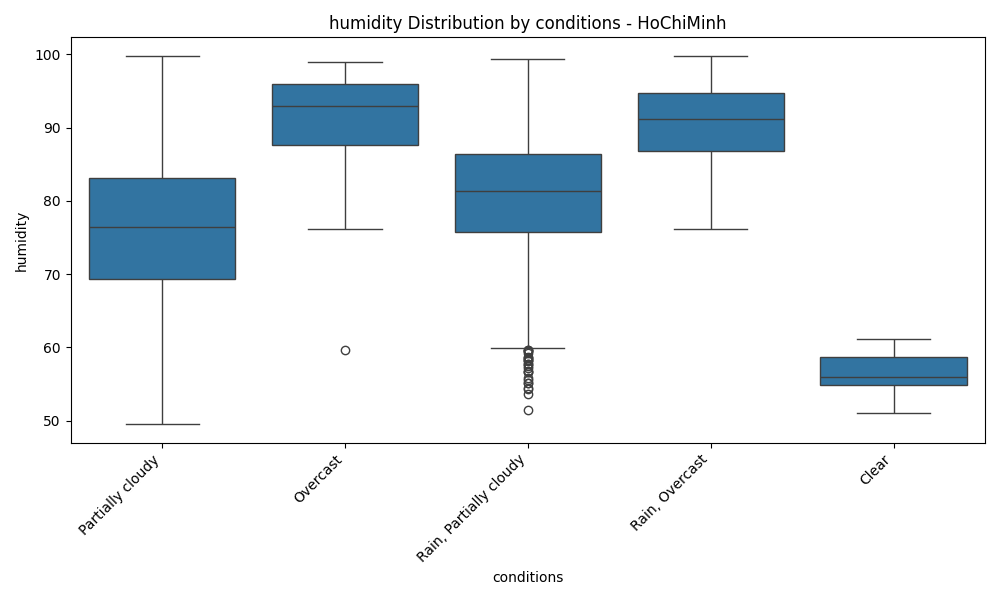 humidity Distribution by conditions - HoChiMinh
humidity
100
90
80
70
60
50
Partially cloudy
Overcast
Rain, Partially cloudy
Rain, Overcast
Clear
conditions